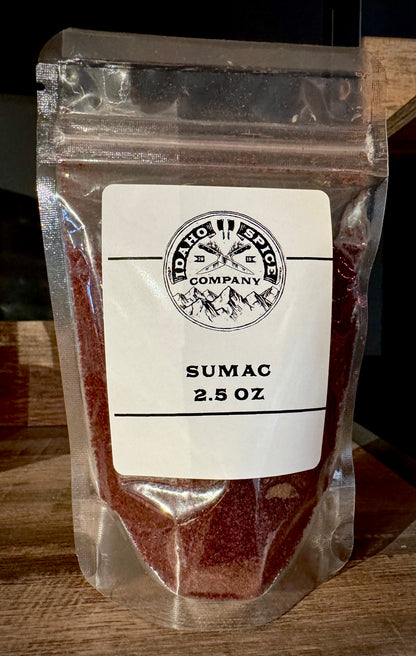 IDAHO SPICE
COMPANY
SUMAC
2.5 OZ